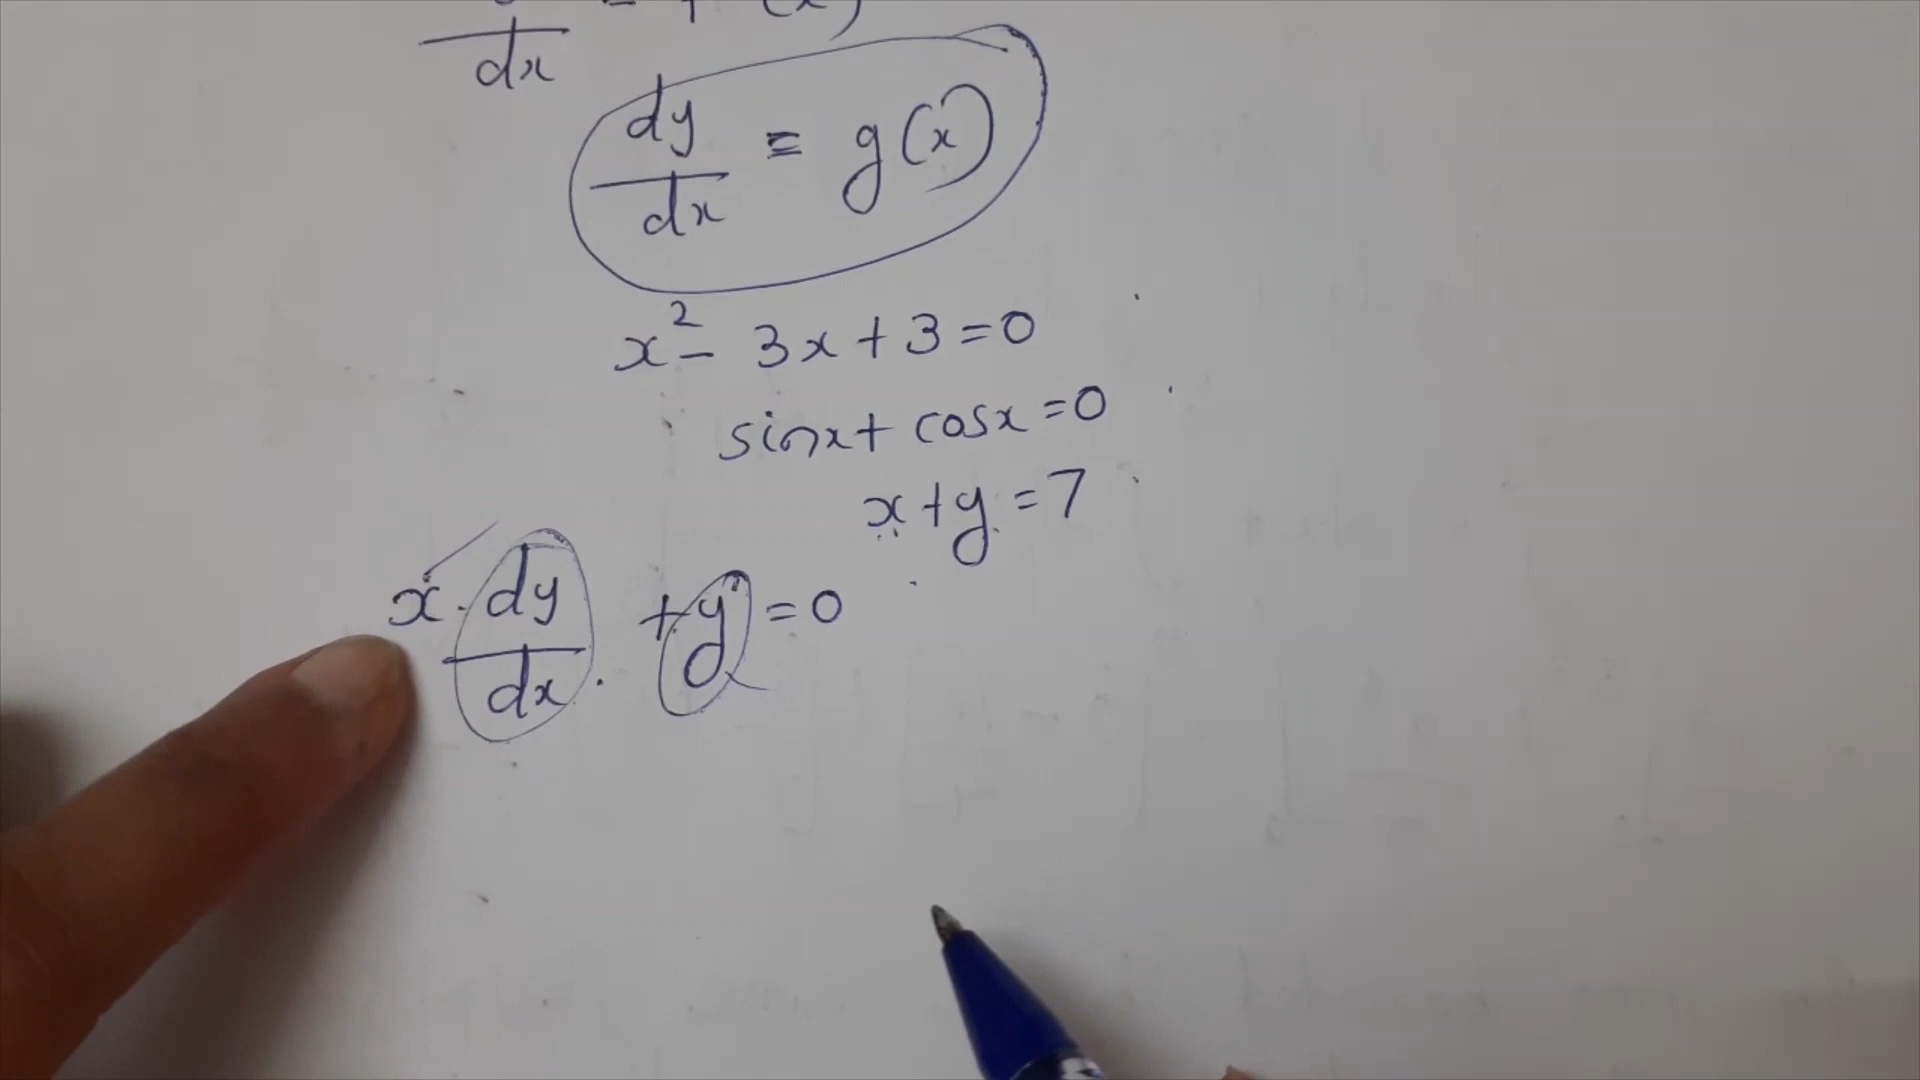 dx
dy/dx = g(x)
x² - 3x + 3 = 0
sinx + cosx = 0
x + y = 7
x · dy/dx · + y = 0